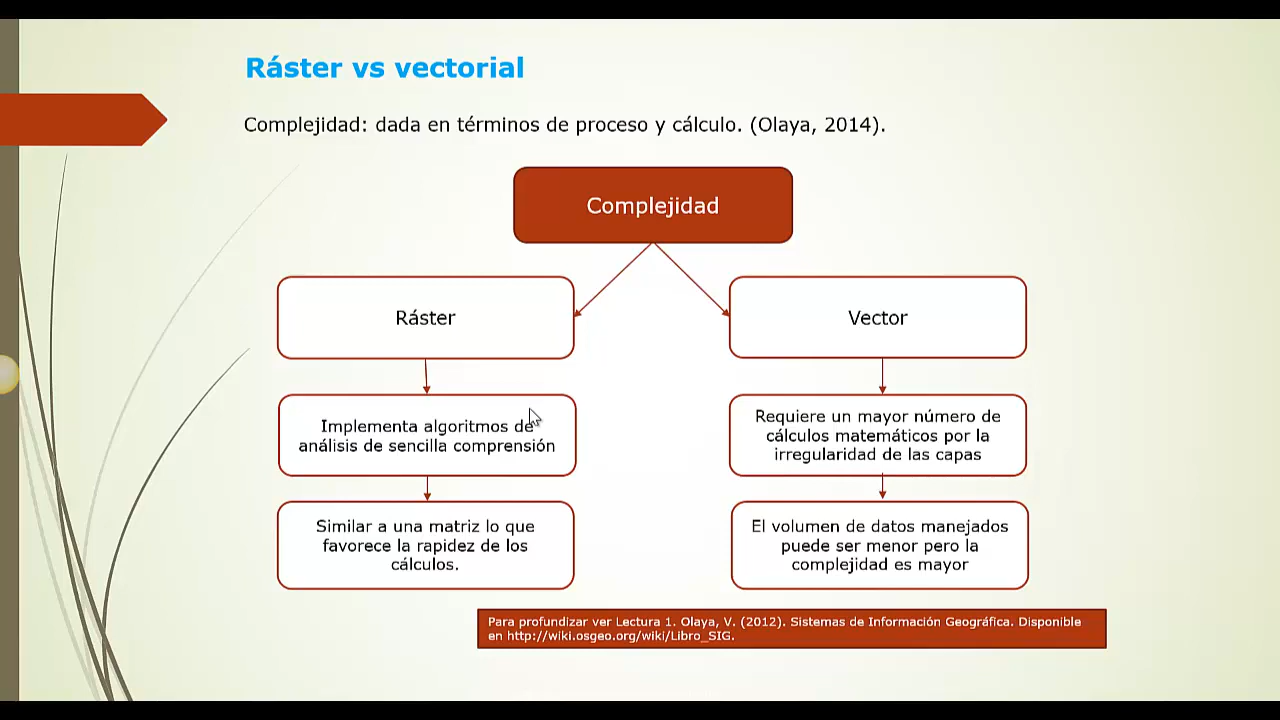 Ráster vs vectorial
Complejidad: dada en términos de proceso y cálculo. (Olaya, 2014).
Complejidad
Ráster
Vector
Implementa algoritmos de
análisis de sencilla comprensión
Requiere un mayor número de
cálculos matemáticos por la
irregularidad de las capas
Similar a una matriz lo que
favorece la rapidez de los
cálculos.
El volumen de datos manejados
puede ser menor pero la
complejidad es mayor
Para profundizar ver Lectura 1. Olaya, V. (2012). Sistemas de Información Geográfica. Disponible
en http://wiki.osgeo.org/wiki/Libro_SIG.